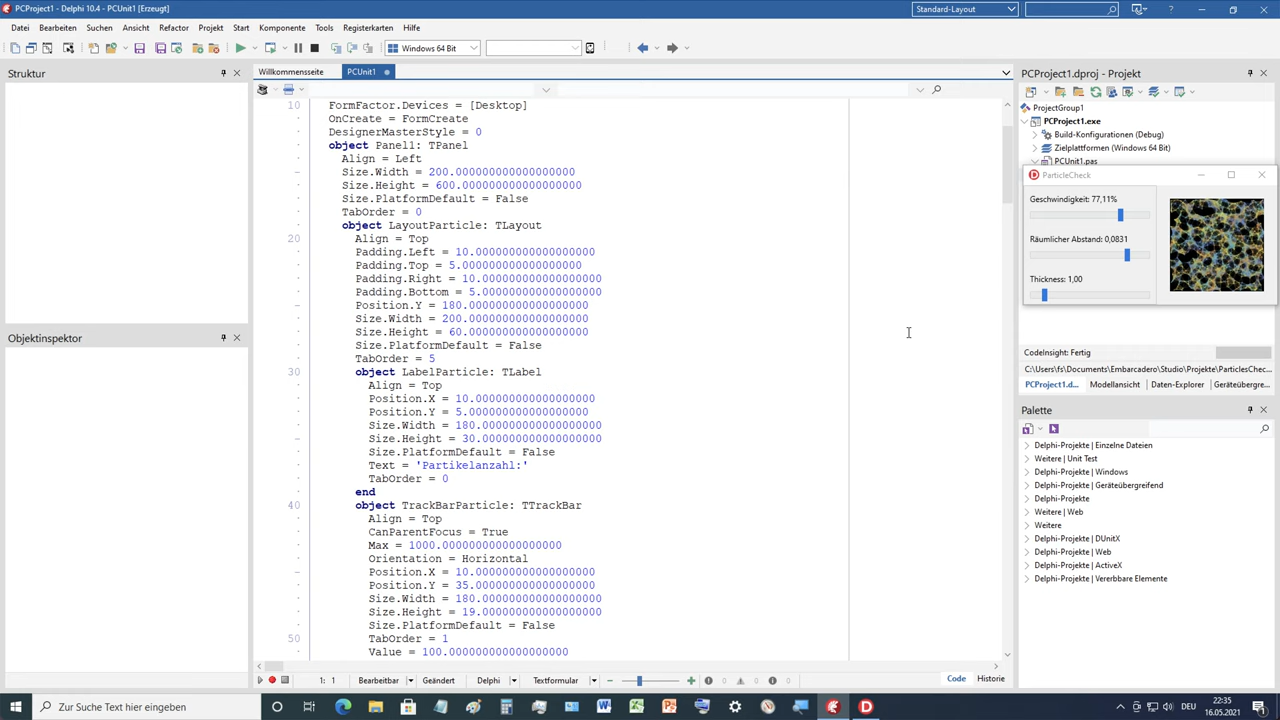 PCProject1 - Delphi 10.4 - PCUnit1 [Erzeugt]
Standard-Layout
Datei Bearbeiten Suchen Ansicht Refactor Projekt Start Komponente Tools Registerkarten Hilfe
Windows 64 Bit
Struktur
Objektinspektor
Willkommensseite PCUnit1
10 FormFactor.Devices = [Desktop]
OnCreate = FormCreate
DesignerMasterStyle = 0
object Panel1: TPanel
Align = Left
Size.Width = 200.000000000000000000
Size.Height = 600.000000000000000000
Size.PlatformDefault = False
TabOrder = 0
object LayoutParticle: TLayout
20 Align = Top
Padding.Left = 10.000000000000000000
Padding.Top = 5.000000000000000000
Padding.Right = 10.000000000000000000
Padding.Bottom = 5.000000000000000000
Position.Y = 180.000000000000000000
Size.Width = 200.000000000000000000
Size.Height = 60.000000000000000000
Size.PlatformDefault = False
TabOrder = 5
30 object LabelParticle: TLabel
Align = Top
Position.X = 10.000000000000000000
Position.Y = 5.000000000000000000
Size.Width = 180.000000000000000000
Size.Height = 30.000000000000000000
Size.PlatformDefault = False
Text = 'Partikelanzahl:'
TabOrder = 0
end
40 object TrackBarParticle: TTrackBar
Align = Top
CanParentFocus = True
Max = 1000.000000000000000000
Orientation = Horizontal
Position.X = 10.000000000000000000
Position.Y = 35.000000000000000000
Size.Width = 180.000000000000000000
Size.Height = 19.000000000000000000
Size.PlatformDefault = False
50 TabOrder = 1
Value = 100.000000000000000000
1: 1 Bearbeitbar Geändert Delphi Textformular 0 0 0 Code Historie
PCProject1.dproj - Projekt
ProjectGroup1
PCProject1.exe
Build-Konfigurationen (Debug)
Zielplattformen (Windows 64 Bit)
PCUnit1.pas
ParticleCheck
Geschwindigkeit: 77,11%
Räumlicher Abstand: 0,0831
Thickness: 1,00
CodeInsight: Fertig
C:\Users\fs\Documents\Embarcadero\Studio\Projekte\ParticlesChec...
PCProject1.d... Modellansicht Daten-Explorer Geräteübergre...
Palette
Delphi-Projekte | Einzelne Dateien
Weitere | Unit Test
Delphi-Projekte | Windows
Delphi-Projekte | Geräteübergreifend
Delphi-Projekte
Weitere | Web
Weitere
Delphi-Projekte | DUnitX
Delphi-Projekte | Web
Delphi-Projekte | ActiveX
Delphi-Projekte | Vererbbare Elemente
Zur Suche Text hier eingeben
DEU
22:35
16.05.2021